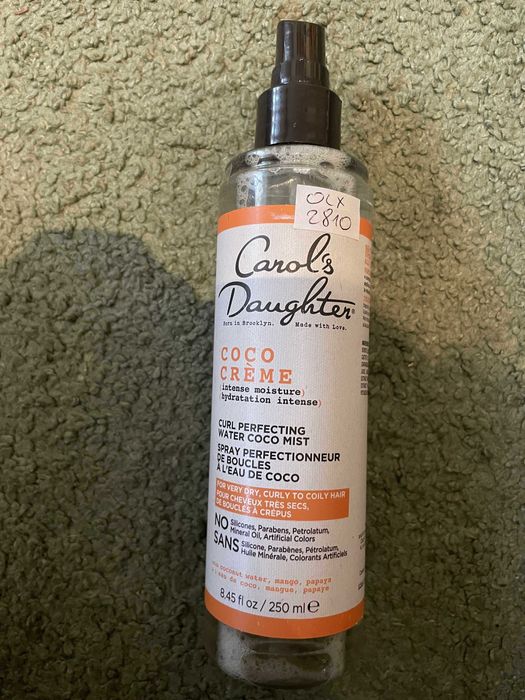 OLX
2810
Carol's
Daughter®
Born in Brooklyn. Made with Love.
COCO
CRÈME
(intense moisture)
(hydratation intense)
CURL PERFECTING
WATER COCO MIST
SPRAY PERFECTIONNEUR
DE BOUCLES
À L'EAU DE COCO
FOR VERY DRY, CURLY TO COILY HAIR
POUR CHEVEUX TRÈS SECS,
DE BOUCLÉS À CRÉPUS
NO Silicones, Parabens, Petrolatum,
Mineral Oil, Artificial Colors
SANS Silicone, Parabènes, Pétrolatum,
Huile Minérale, Colorants Artificiels
coconut water, mango, papaya
l'eau de coco, mangue, papaye
8.45 fl oz / 250 ml e